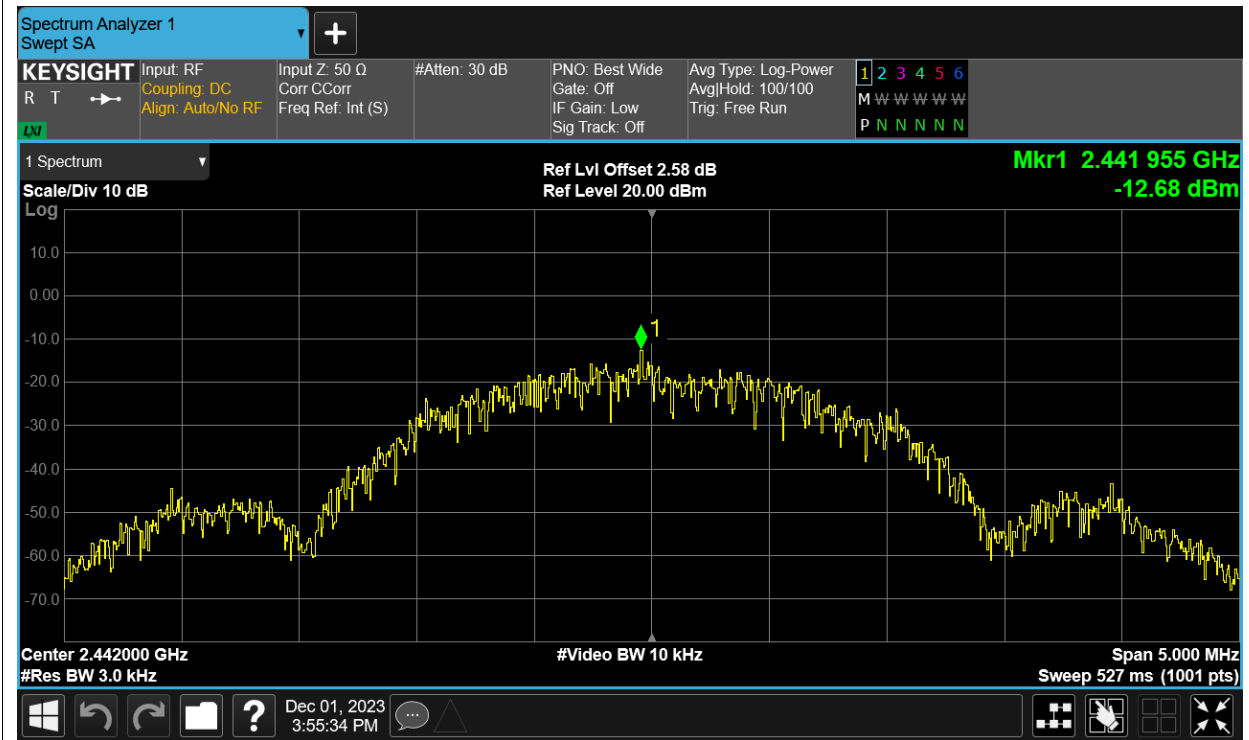 Spectrum Analyzer 1
Swept SA
KEYSIGHT
R T
LXI
Input: RF
Coupling: DC
Align: Auto/No RF
Input Z: 50 Ω
Corr CCorr
Freq Ref: Int (S)
#Atten: 30 dB
PNO: Best Wide
Gate: Off
IF Gain: Low
Sig Track: Off
Avg Type: Log-Power
Avg|Hold: 100/100
Trig: Free Run
1 2 3 4 5 6
M W W W W W
P N N N N N
1 Spectrum
Scale/Div 10 dB
Log
Ref Lvl Offset 2.58 dB
Ref Level 20.00 dBm
Mkr1 2.441 955 GHz
-12.68 dBm
10.0
0.00
-10.0
-20.0
-30.0
-40.0
-50.0
-60.0
-70.0
1
Center 2.442000 GHz
#Res BW 3.0 kHz
#Video BW 10 kHz
Span 5.000 MHz
Sweep 527 ms (1001 pts)
?
Dec 01, 2023
3:55:34 PM